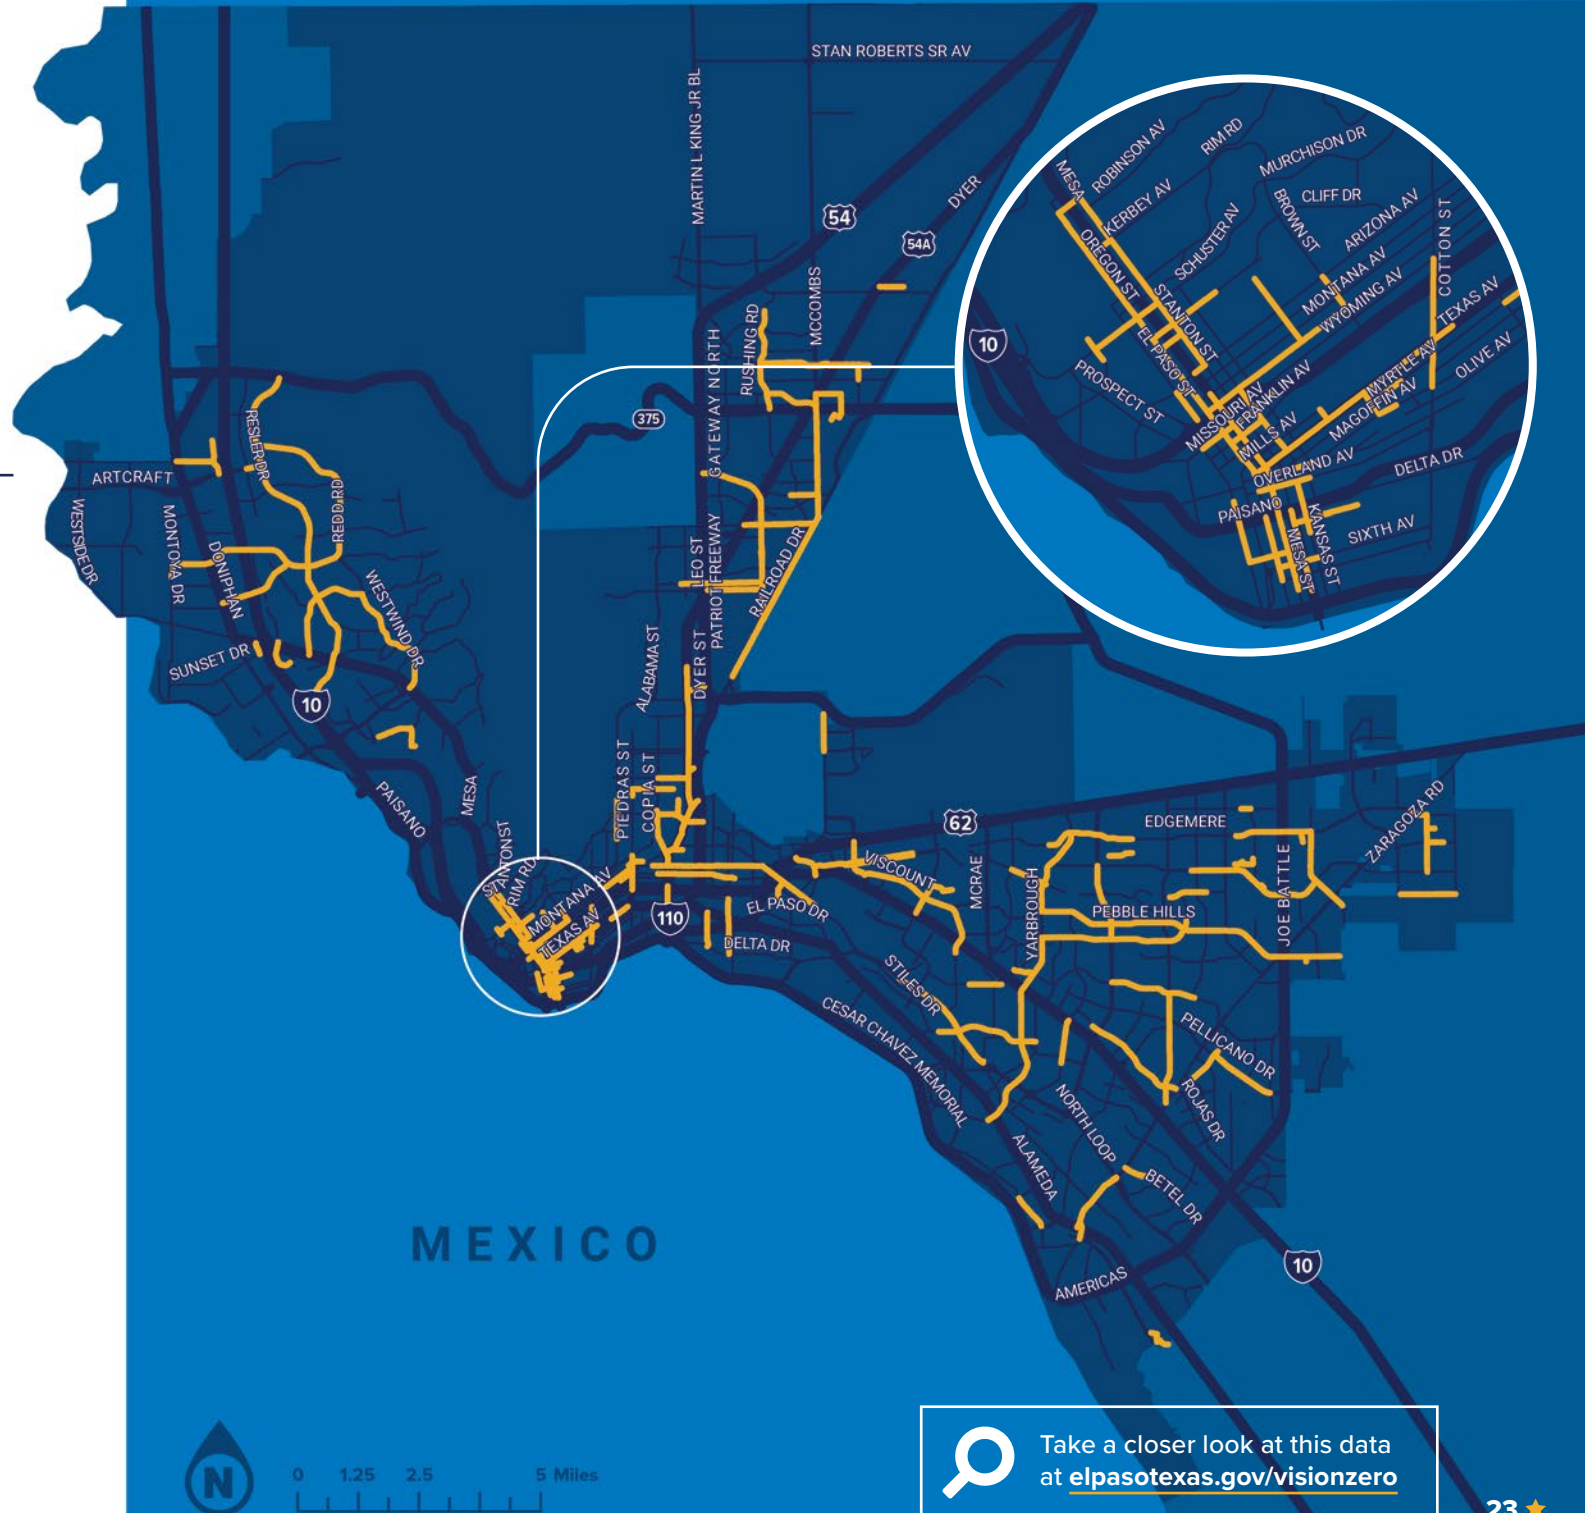 STAN ROBERTS SR AV
MARTIN L KING JR BL
54
54A
DYER
MCCOMBS
RUSHING RD
GATEWAY NORTH
375
ARTCRAFT
RESLER DR
REDD RD
WESTSIDE DR
MONTOYA DR
DONIPHAN
WESTWIND DR
SUNSET DR
10
LEO ST
PATRIOT FREEWAY
RAILROAD DR
ALABAMA ST
DYER ST
PIEDRAS ST
COPIA ST
PAISANO
MESA
STANTON ST
RIM RD
MONTANA AV
TEXAS AV
110
EL PASO DR
DELTA DR
62
VISCOUNT
MCRAE
YARBROUGH
EDGEMERE
PEBBLE HILLS
JOE BATTLE
ZARAGOZA RD
STILES DR
CESAR CHAVEZ MEMORIAL
PELLICANO DR
ROJAS DR
NORTH LOOP
ALAMEDA
BETEL DR
AMERICAS
10
MESA
ROBINSON AV
RIM RD
KERBEY AV
MURCHISON DR
CLIFF DR
BROWN ST
ARIZONA AV
SCHUSTER AV
OREGON ST
STANTON ST
MONTANA AV
WYOMING AV
COTTON ST
TEXAS AV
10
EL PASO ST
PROSPECT ST
MISSOURI AV
FRANKLIN AV
MILLS AV
MYRTLE AV
MAGOFFIN AV
OLIVE AV
OVERLAND AV
DELTA DR
PAISANO
KANSAS ST
MESA ST
SIXTH AV
MEXICO
N
0 1.25 2.5 5 Miles
Take a closer look at this data
at elpasotexas.gov/visionzero
23